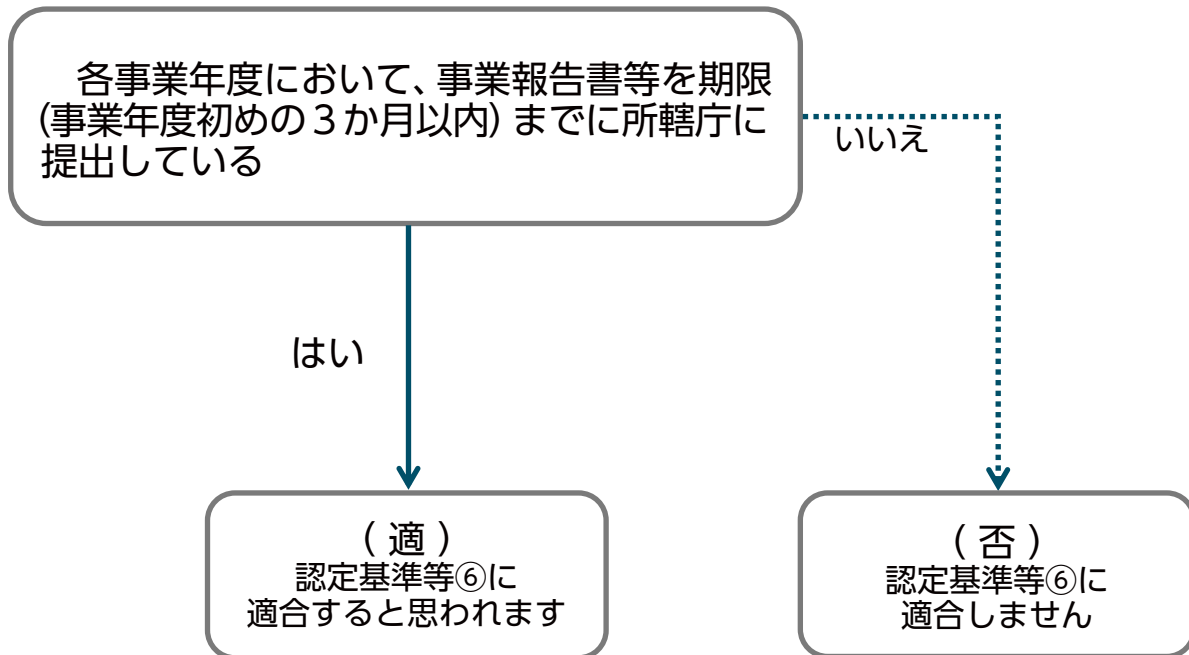 各事業年度において、事業報告書等を期限
(事業年度初めの３か月以内) までに所轄庁に
提出している
いいえ
はい
( 適 )
認定基準等⑥に
適合すると思われます
( 否 )
認定基準等⑥に
適合しません